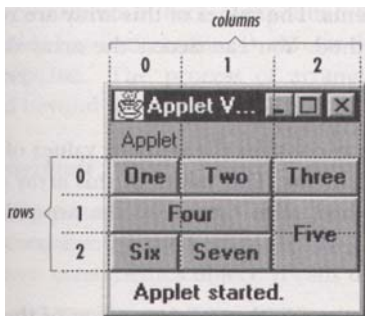 columns
0 1 2
Applet V...
Applet
0 One Two Three
rows 1 Four
Five
2 Six Seven
Applet started.